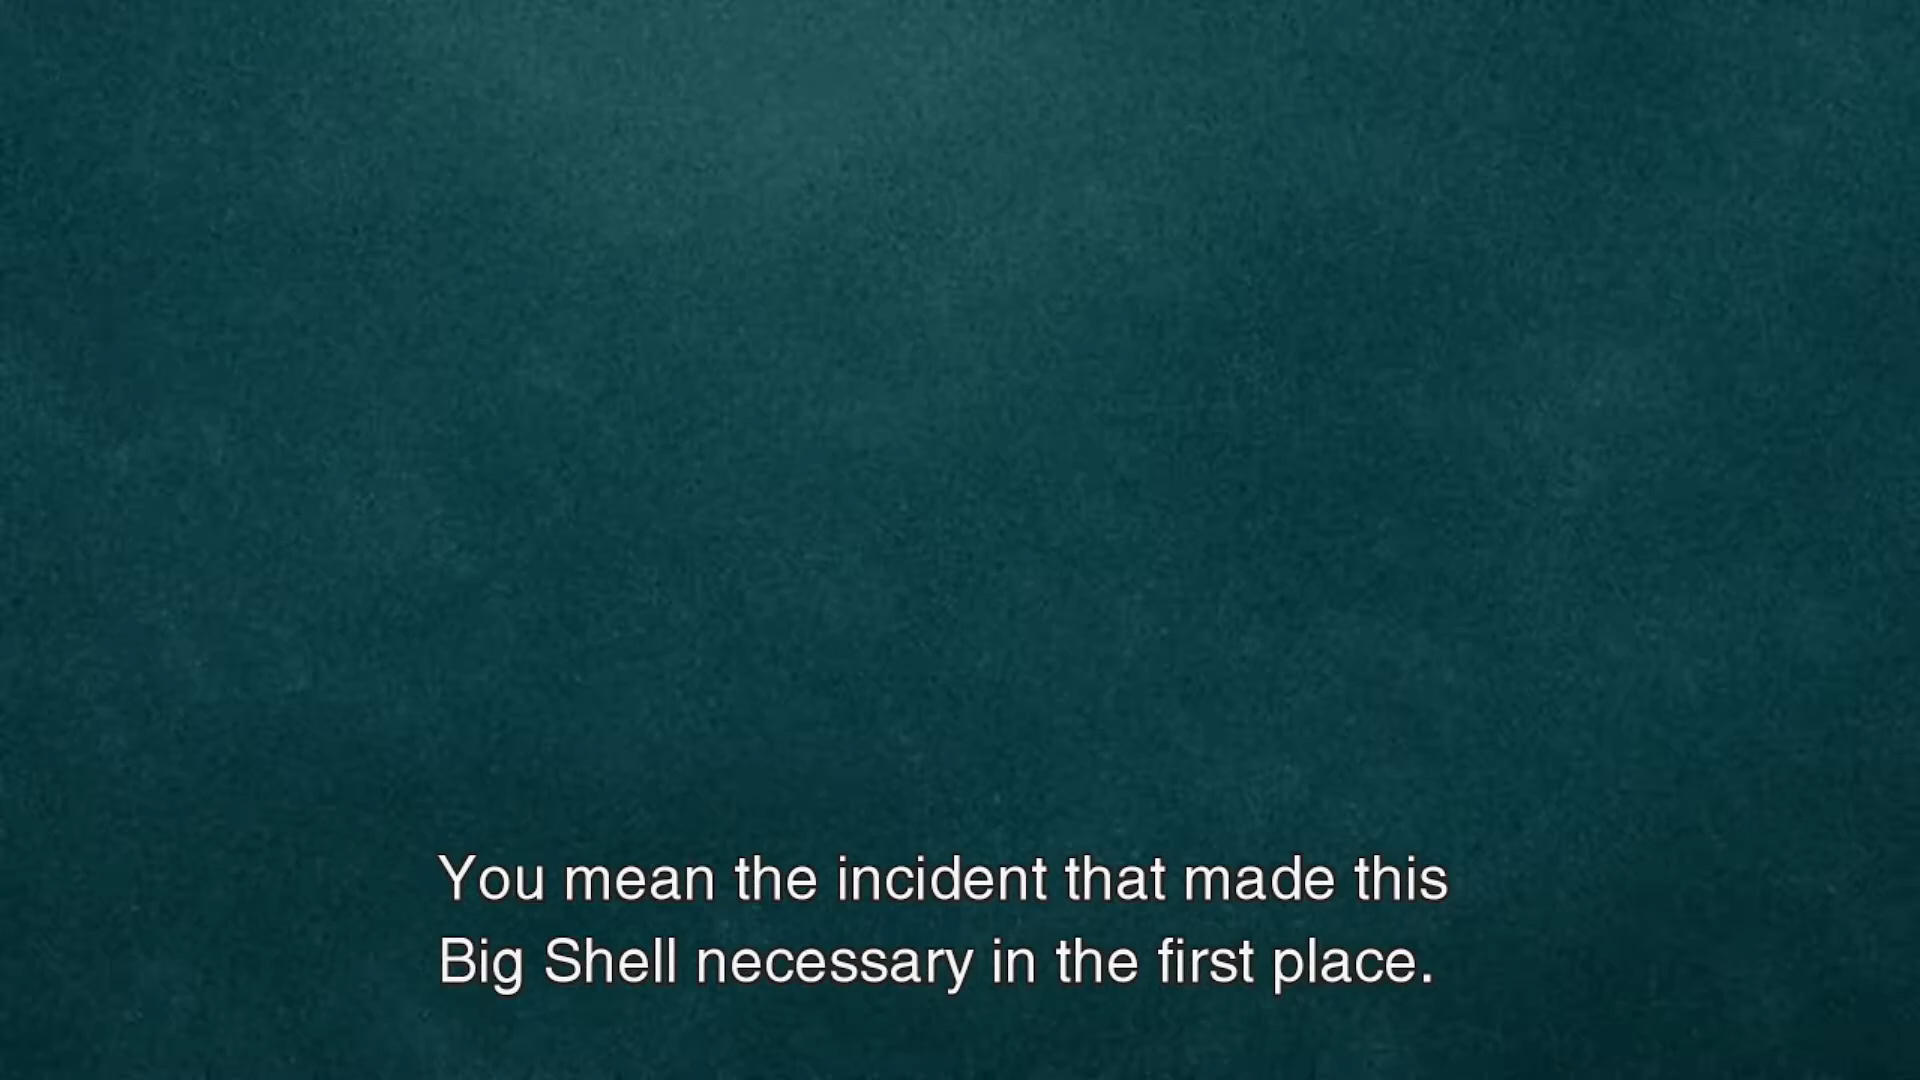 You mean the incident that made this
Big Shell necessary in the first place.